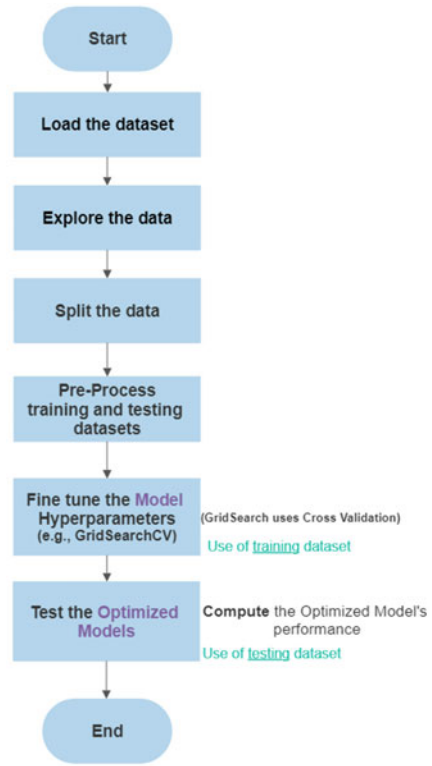 Start
Load the dataset
Explore the data
Split the data
Pre-Process
training and testing
datasets
Fine tune the Model
Hyperparameters
(e.g., GridSearchCV)
(GridSearch uses Cross Validation)
Use of training dataset
Test the Optimized
Models
Compute the Optimized Model's
performance
Use of testing dataset
End